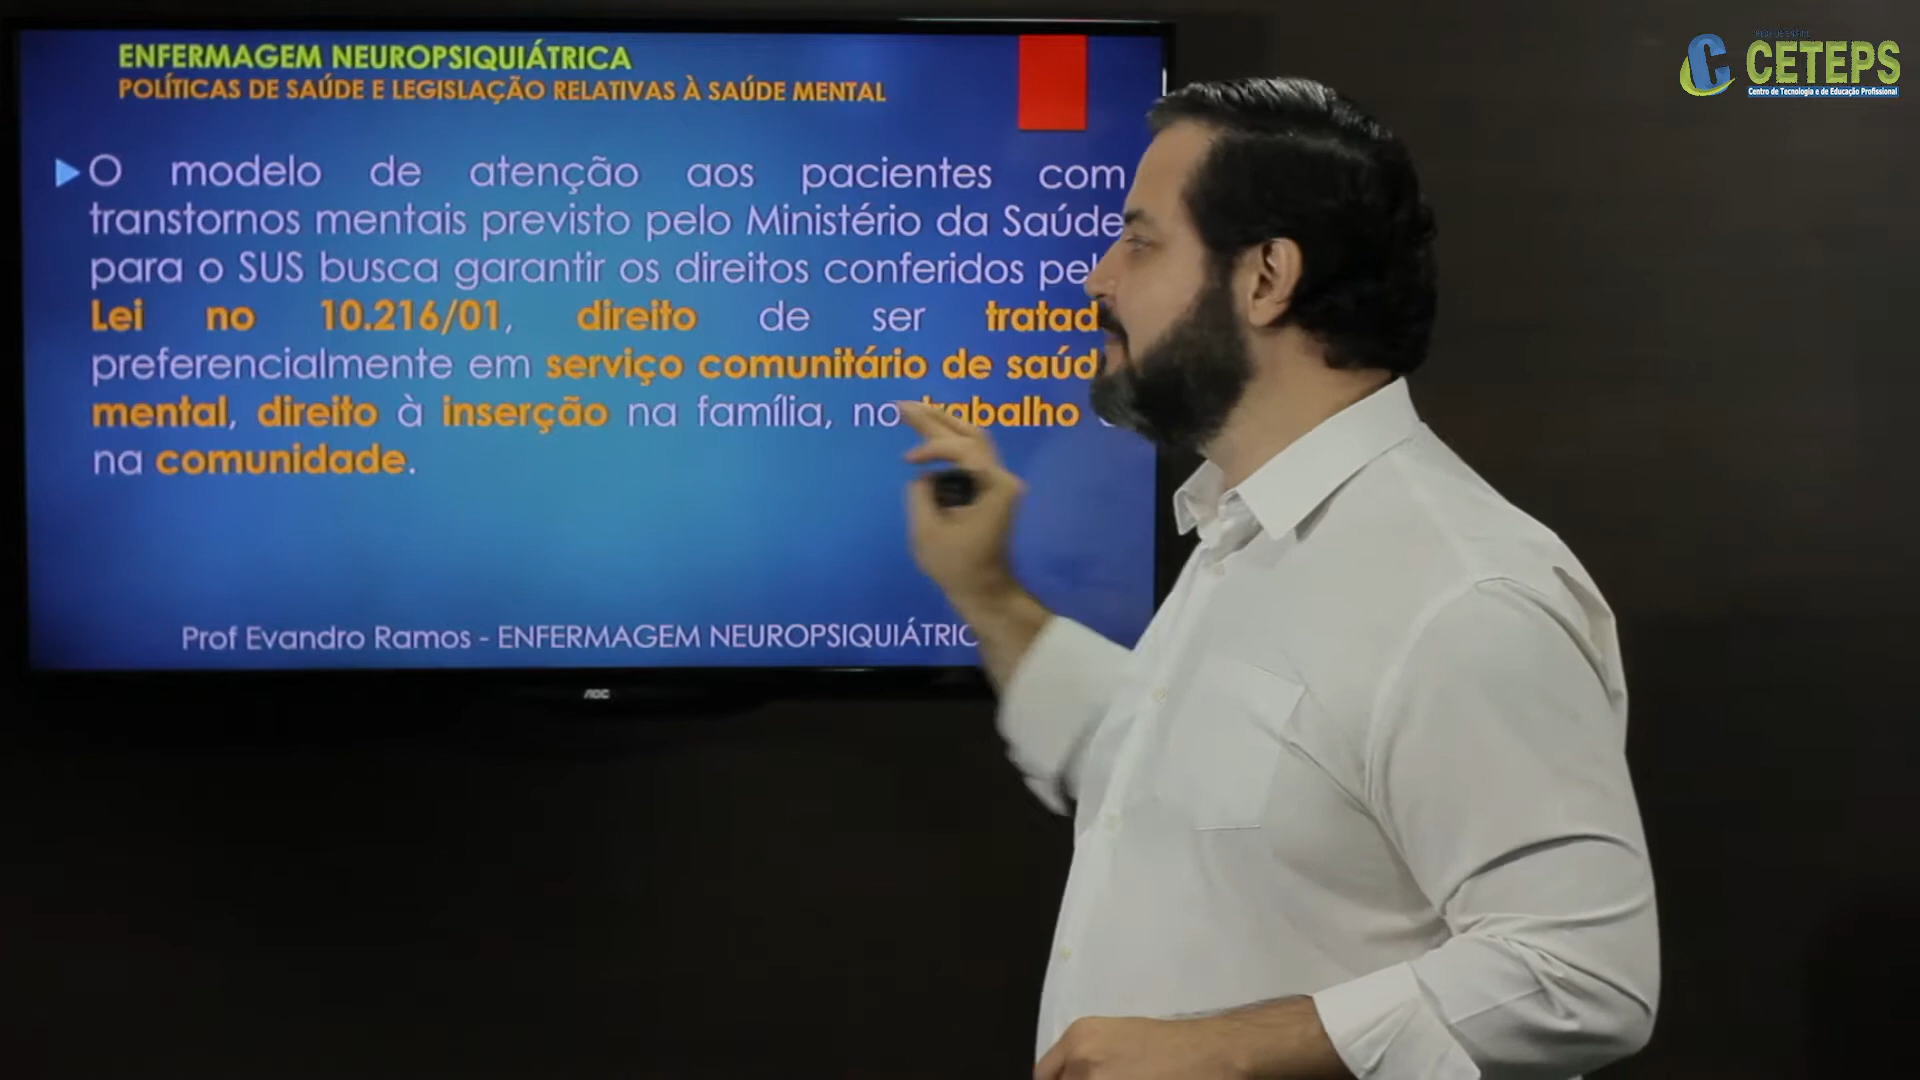 ENFERMAGEM NEUROPSIQUIÁTRICA
POLÍTICAS DE SAÚDE E LEGISLAÇÃO RELATIVAS À SAÚDE MENTAL
O modelo de atenção aos pacientes com
transtornos mentais previsto pelo Ministério da Saúde
para o SUS busca garantir os direitos conferidos pel
Lei no 10.216/01, direito de ser tratad
preferencialmente em serviço comunitário de saúd
mental, direito à inserção na família, no trabalho
na comunidade.
Prof Evandro Ramos - ENFERMAGEM NEUROPSIQUIÁTRIC
AOC
CETEPS
Centro de Tecnologia e de Educação Profissional